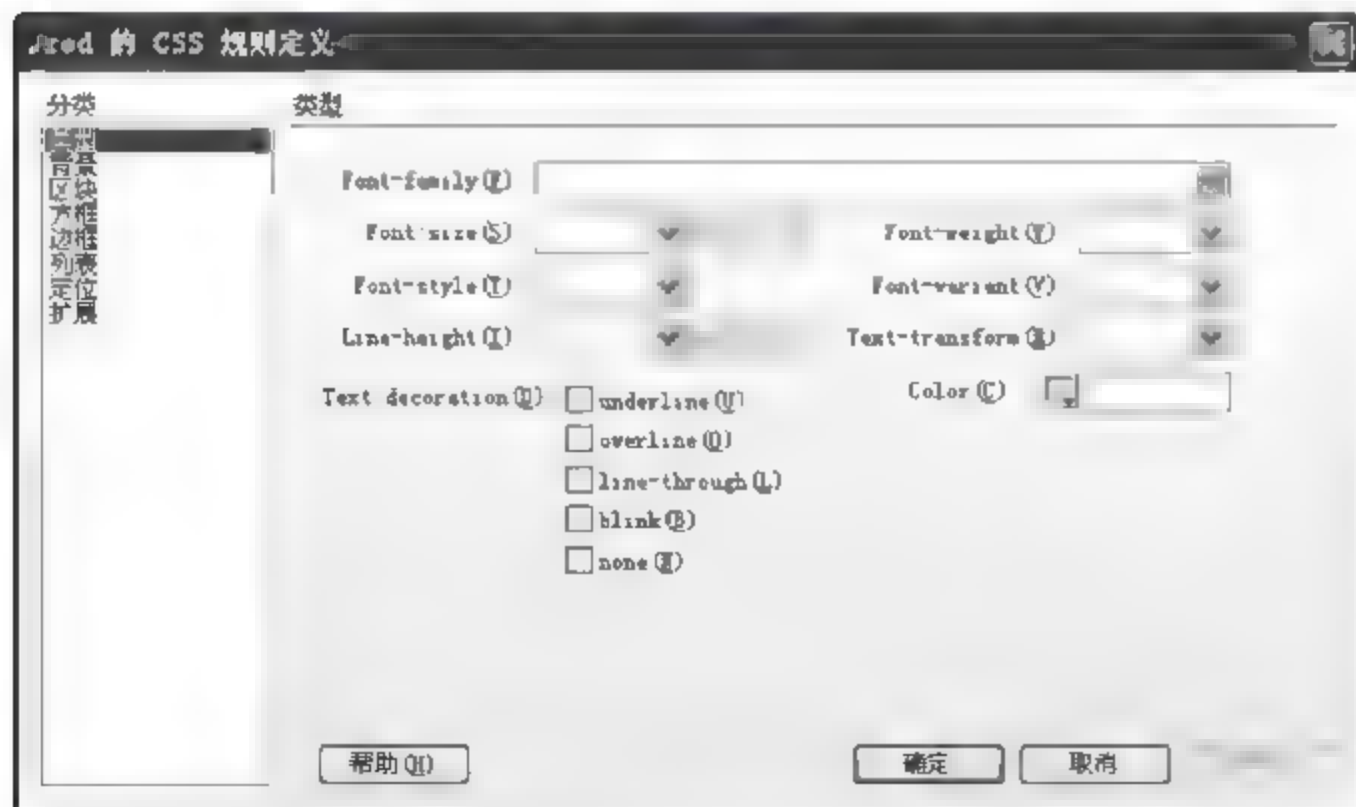 .red 的 CSS 规则定义
分类
类型
类型
背景
区块
方框
边框
列表
定位
扩展
Font-family(F)
Font-size(S)
Font-weight(W)
Font-style(T)
Font-variant(V)
Line-height(I)
Text-transform(R)
Text-decoration(D)
underline(U)
overline(O)
line-through(L)
blink(B)
none(N)
Color(C)
帮助(H)
确定
取消